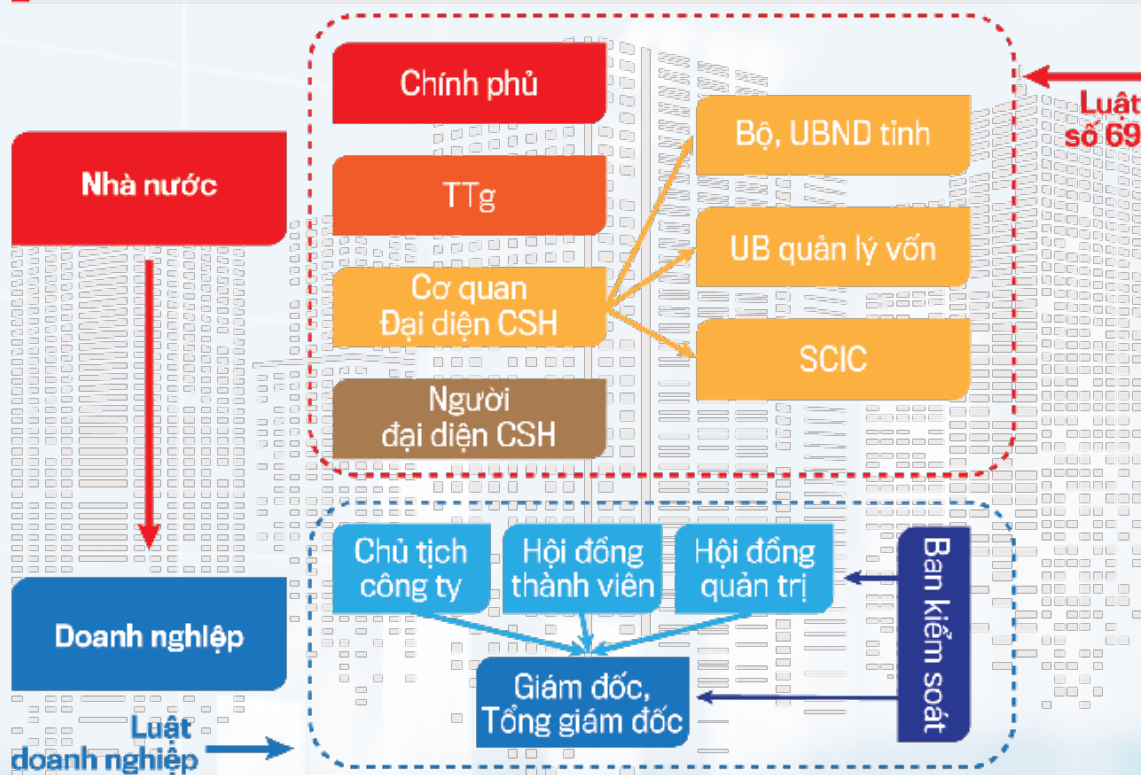 Chính phủ
Luật
số 69
Bộ, UBND tỉnh
Nhà nước
TTg
UB quản lý vốn
Cơ quan
Đại diện CSH
SCIC
Người
đại diện CSH
Chủ tịch
công ty
Hội đồng
thành viên
Hội đồng
quản trị
Ban kiểm soát
Doanh nghiệp
Giám đốc,
Tổng giám đốc
Luật
doanh nghiệp